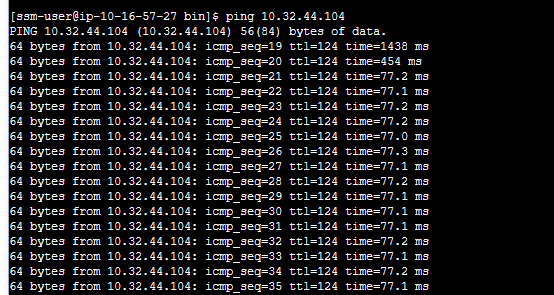 [ssm-user@ip-10-16-57-27 bin]$ ping 10.32.44.104
PING 10.32.44.104 (10.32.44.104) 56(84) bytes of data.
64 bytes from 10.32.44.104: icmp_seq=19 ttl=124 time=1438 ms
64 bytes from 10.32.44.104: icmp_seq=20 ttl=124 time=454 ms
64 bytes from 10.32.44.104: icmp_seq=21 ttl=124 time=77.2 ms
64 bytes from 10.32.44.104: icmp_seq=22 ttl=124 time=77.1 ms
64 bytes from 10.32.44.104: icmp_seq=23 ttl=124 time=77.2 ms
64 bytes from 10.32.44.104: icmp_seq=24 ttl=124 time=77.2 ms
64 bytes from 10.32.44.104: icmp_seq=25 ttl=124 time=77.0 ms
64 bytes from 10.32.44.104: icmp_seq=26 ttl=124 time=77.3 ms
64 bytes from 10.32.44.104: icmp_seq=27 ttl=124 time=77.1 ms
64 bytes from 10.32.44.104: icmp_seq=28 ttl=124 time=77.2 ms
64 bytes from 10.32.44.104: icmp_seq=29 ttl=124 time=77.1 ms
64 bytes from 10.32.44.104: icmp_seq=30 ttl=124 time=77.1 ms
64 bytes from 10.32.44.104: icmp_seq=31 ttl=124 time=77.1 ms
64 bytes from 10.32.44.104: icmp_seq=32 ttl=124 time=77.2 ms
64 bytes from 10.32.44.104: icmp_seq=33 ttl=124 time=77.1 ms
64 bytes from 10.32.44.104: icmp_seq=34 ttl=124 time=77.2 ms
64 bytes from 10.32.44.104: icmp_seq=35 ttl=124 time=77.1 ms